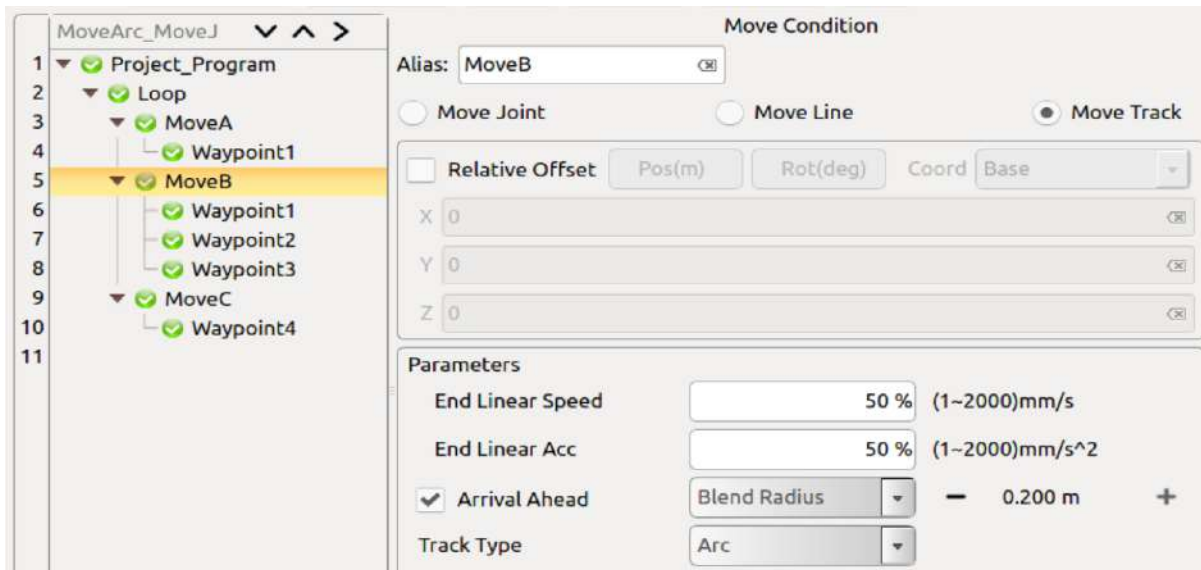 MoveArc_MoveJ
1 Project_Program
2 Loop
3 MoveA
4 Waypoint1
5 MoveB
6 Waypoint1
7 Waypoint2
8 Waypoint3
9 MoveC
10 Waypoint4
11
Move Condition
Alias: MoveB
Move Joint Move Line Move Track
Relative Offset Pos(m) Rot(deg) Coord Base
X 0
Y 0
Z 0
Parameters
End Linear Speed 50 % (1~2000)mm/s
End Linear Acc 50 % (1~2000)mm/s^2
Arrival Ahead Blend Radius − 0.200 m +
Track Type Arc